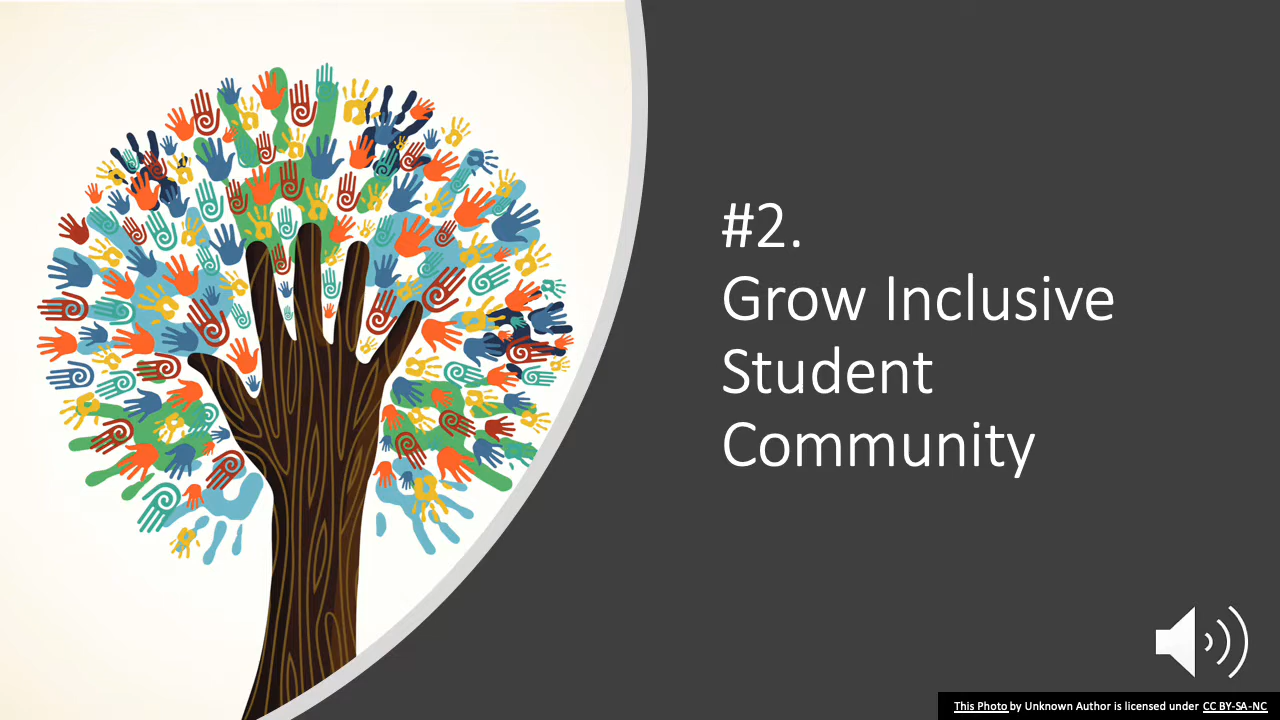 #2.
Grow Inclusive
Student
Community
This Photo by Unknown Author is licensed under CC BY-SA-NC